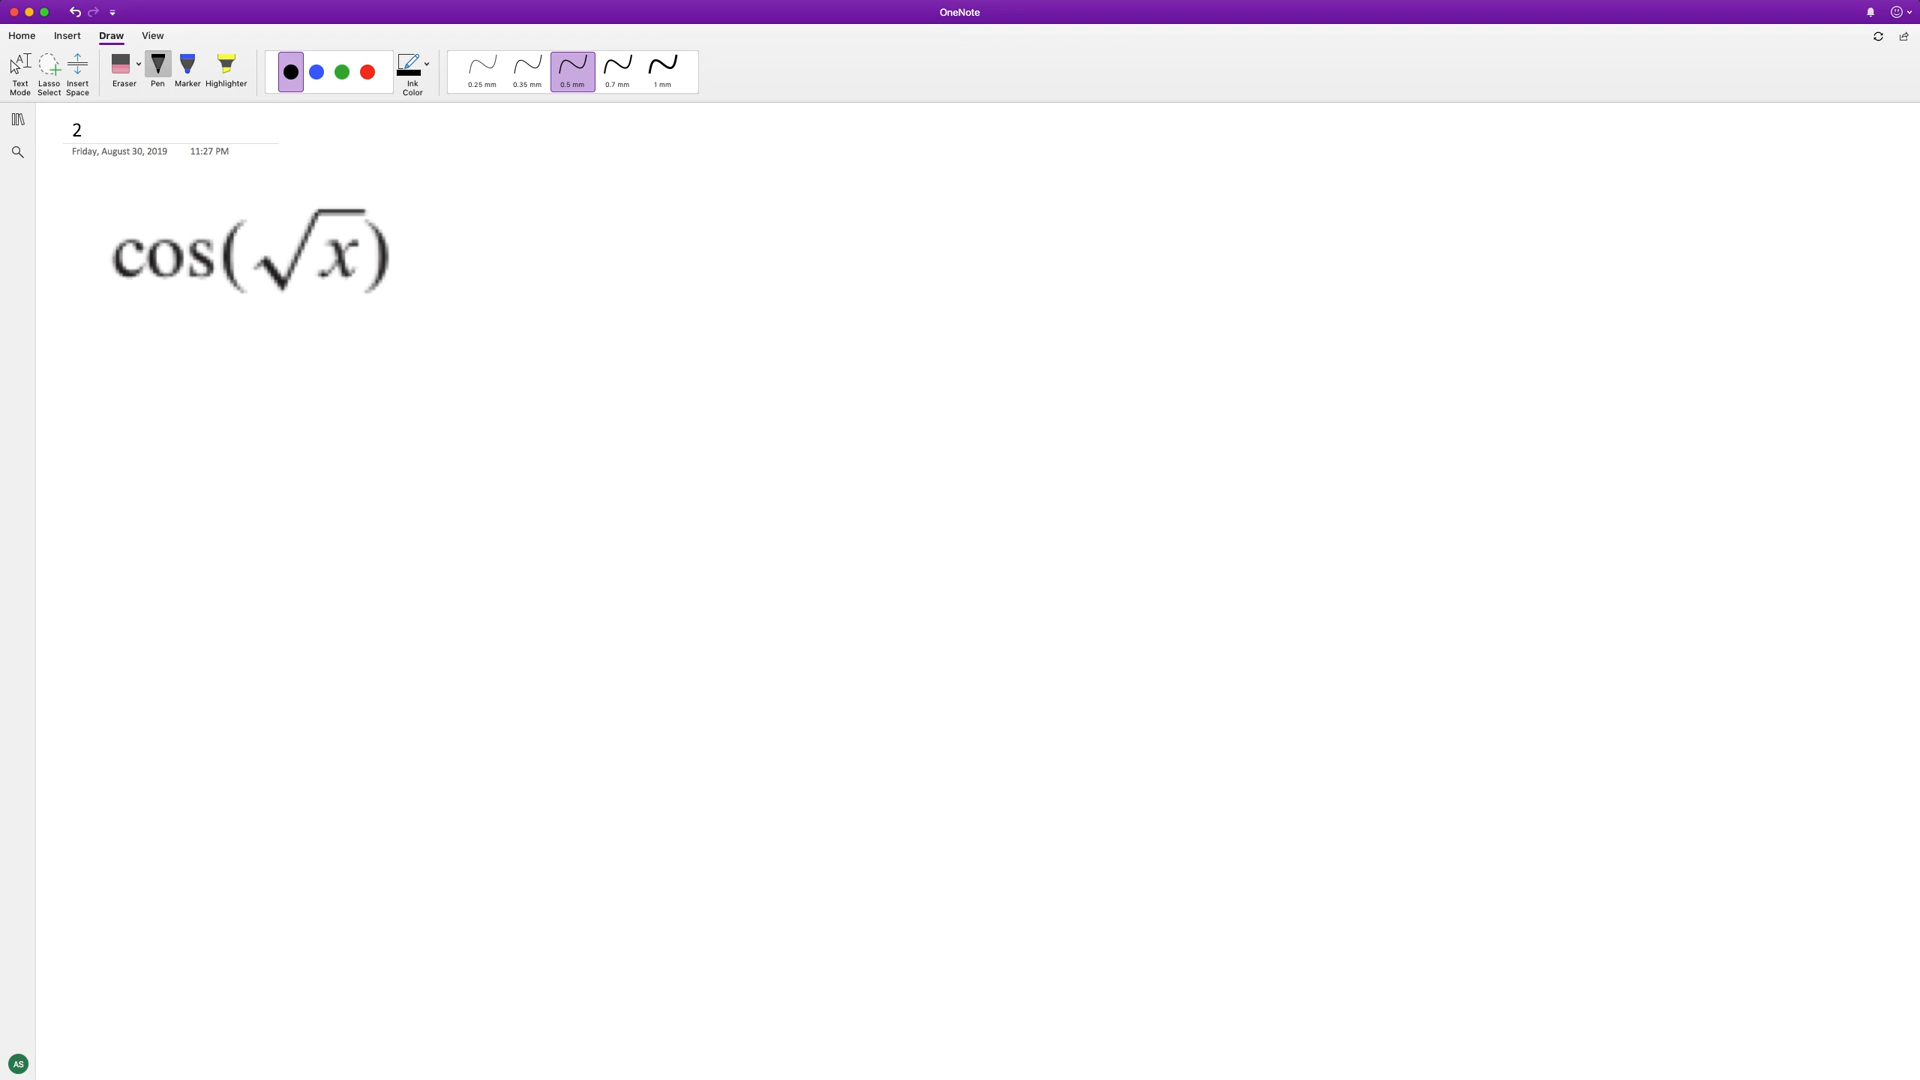 OneNote
Home Insert Draw View
Text Mode
Lasso Select
Insert Space
Eraser
Pen
Marker
Highlighter
Ink Color
0.25 mm
0.35 mm
0.5 mm
0.7 mm
1 mm
2
Friday, August 30, 2019 11:27 PM
cos(√x)
AS